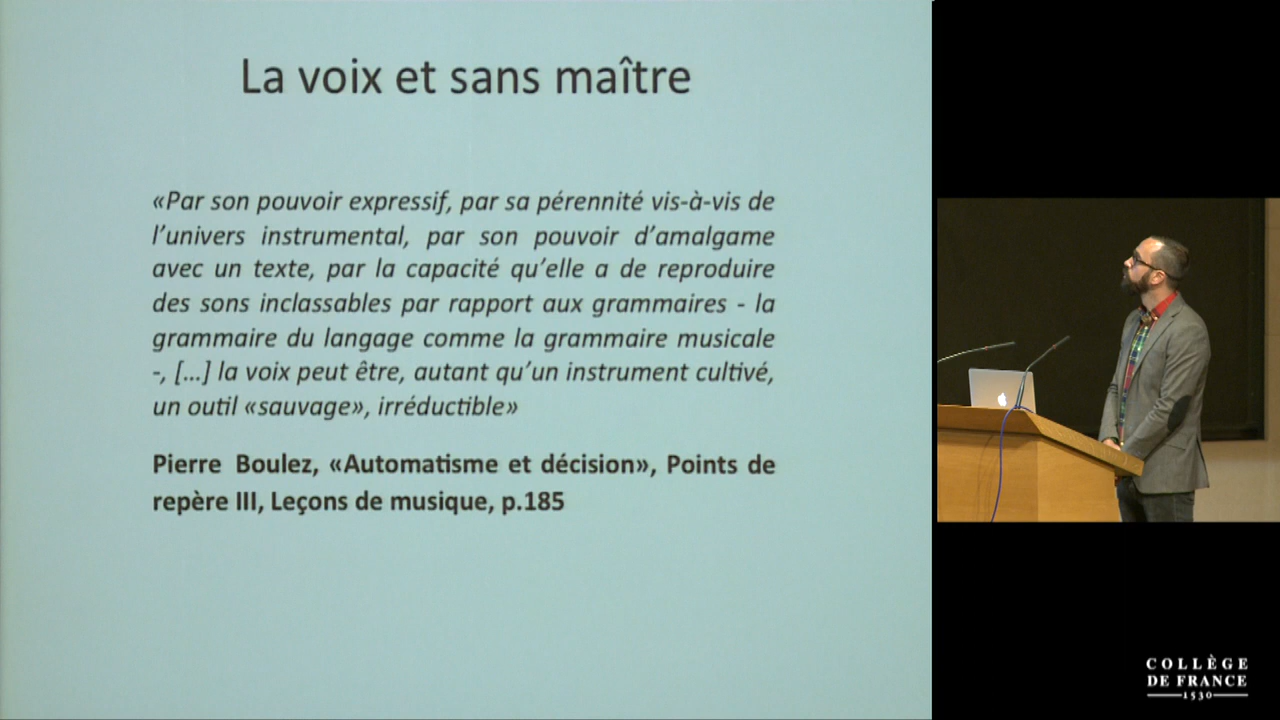 La voix et sans maître
«Par son pouvoir expressif, par sa pérennité vis-à-vis de
l’univers instrumental, par son pouvoir d’amalgame
avec un texte, par la capacité qu’elle a de reproduire
des sons inclassables par rapport aux grammaires - la
grammaire du langage comme la grammaire musicale
-, [...] la voix peut être, autant qu’un instrument cultivé,
un outil «sauvage», irréductible»
Pierre Boulez, «Automatisme et décision», Points de
repère III, Leçons de musique, p.185
COLLÈGE
DE FRANCE
1530